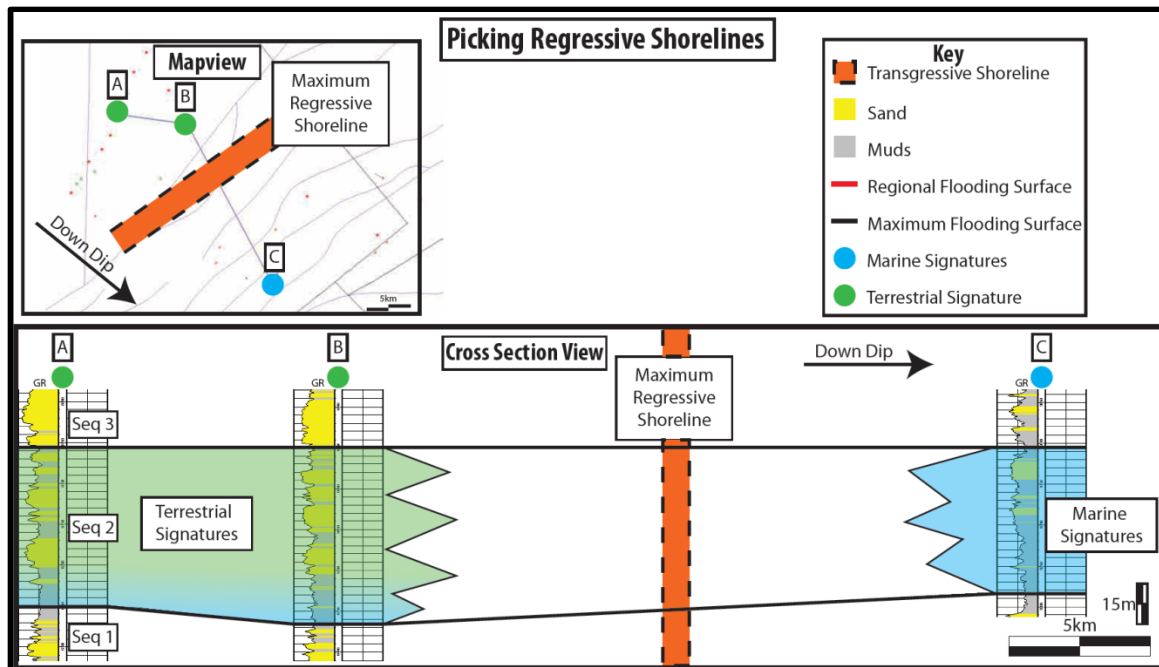 Picking Regressive Shorelines
Mapview
A
B
Maximum
Regressive
Shoreline
Down Dip
C
5km
Key
Transgressive Shoreline
Sand
Muds
Regional Flooding Surface
Maximum Flooding Surface
Marine Signatures
Terrestrial Signature
A
B
Cross Section View
Maximum
Regressive
Shoreline
Down Dip
C
GR
GR
GR
Seq 3
Seq 2
Seq 1
Terrestrial
Signatures
Marine
Signatures
15m
5km